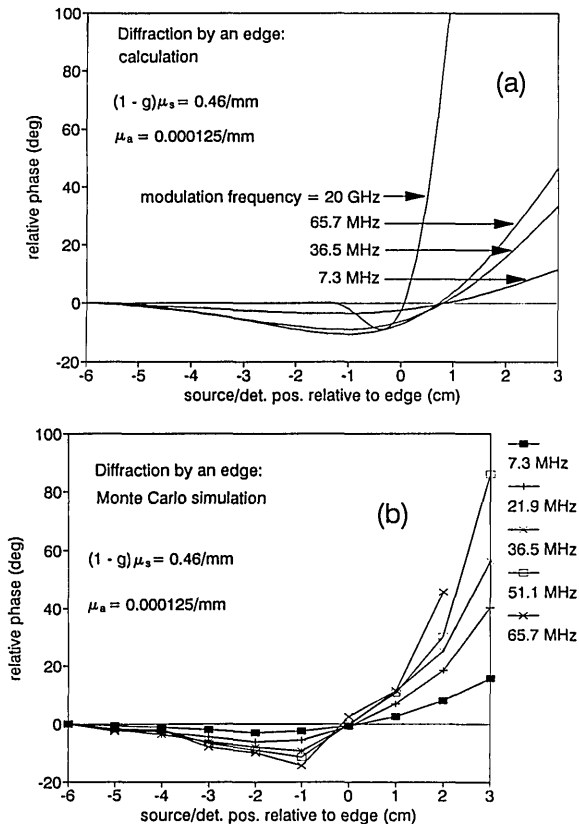 100
80
60
40
20
0
-20
relative phase (deg)
Diffraction by an edge:
calculation
(a)
(1 - g)μs = 0.46/mm
μa = 0.000125/mm
modulation frequency = 20 GHz
65.7 MHz
36.5 MHz
7.3 MHz
-6 -5 -4 -3 -2 -1 0 1 2 3
source/det. pos. relative to edge (cm)
100
80
60
40
20
0
-20
relative phase (deg)
Diffraction by an edge:
Monte Carlo simulation
(b)
(1 - g)μs = 0.46/mm
μa = 0.000125/mm
7.3 MHz
21.9 MHz
36.5 MHz
51.1 MHz
65.7 MHz
-6 -5 -4 -3 -2 -1 0 1 2 3
source/det. pos. relative to edge (cm)